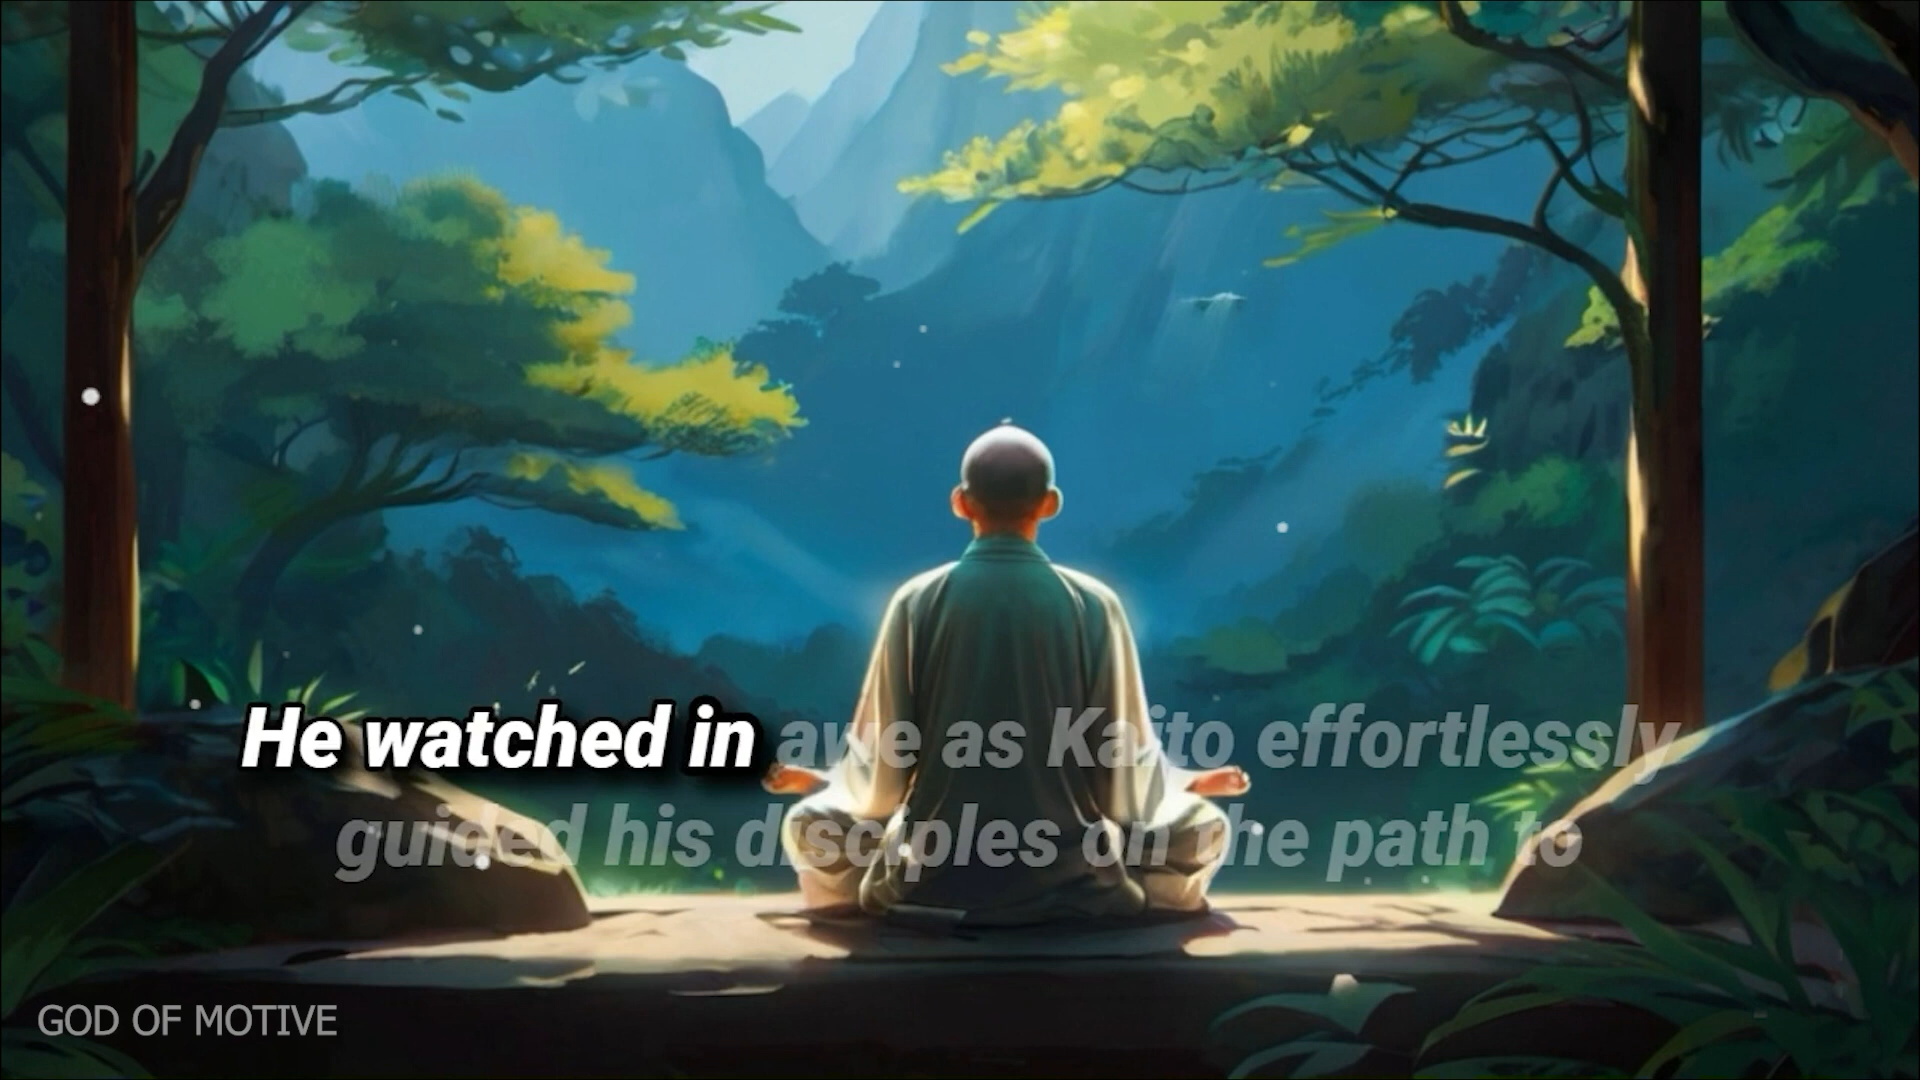 He watched in awe as Kaito effortlessly
guided his disciples on the path to
GOD OF MOTIVE